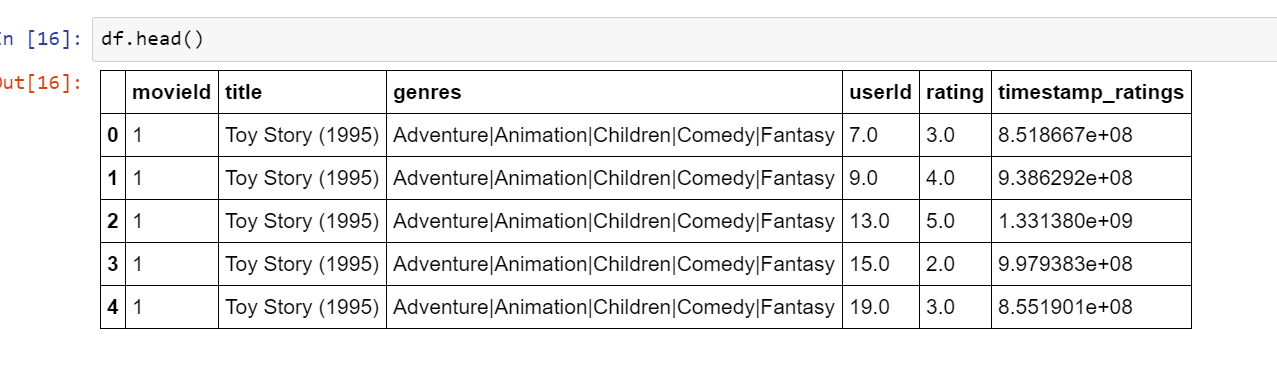 n [16]: df.head()
ut[16]:
movieId title genres userId rating timestamp_ratings
0 1 Toy Story (1995) Adventure|Animation|Children|Comedy|Fantasy 7.0 3.0 8.518667e+08
1 1 Toy Story (1995) Adventure|Animation|Children|Comedy|Fantasy 9.0 4.0 9.386292e+08
2 1 Toy Story (1995) Adventure|Animation|Children|Comedy|Fantasy 13.0 5.0 1.331380e+09
3 1 Toy Story (1995) Adventure|Animation|Children|Comedy|Fantasy 15.0 2.0 9.979383e+08
4 1 Toy Story (1995) Adventure|Animation|Children|Comedy|Fantasy 19.0 3.0 8.551901e+08